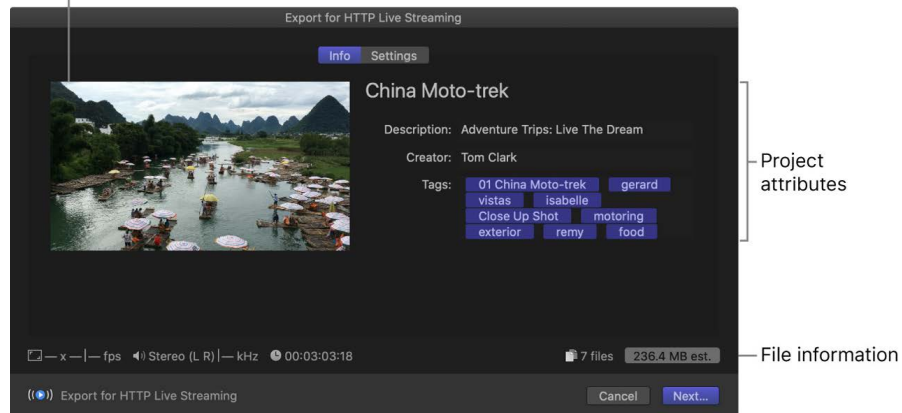 Export for HTTP Live Streaming
Info Settings
China Moto-trek
Description: Adventure Trips: Live The Dream
Creator: Tom Clark
Tags: 01 China Moto-trek gerard
vistas isabelle
Close Up Shot motoring
exterior remy food
Project
attributes
— x — | — fps Stereo (L R) | — kHz 00:03:03:18 7 files 236.4 MB est.
File information
Export for HTTP Live Streaming Cancel Next...